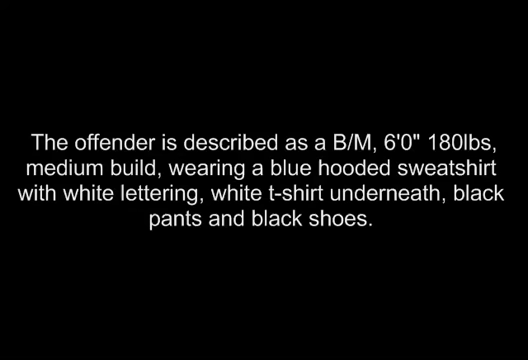 The offender is described as a B/M, 6'0" 180lbs,
medium build, wearing a blue hooded sweatshirt
with white lettering, white t-shirt underneath, black
pants and black shoes.